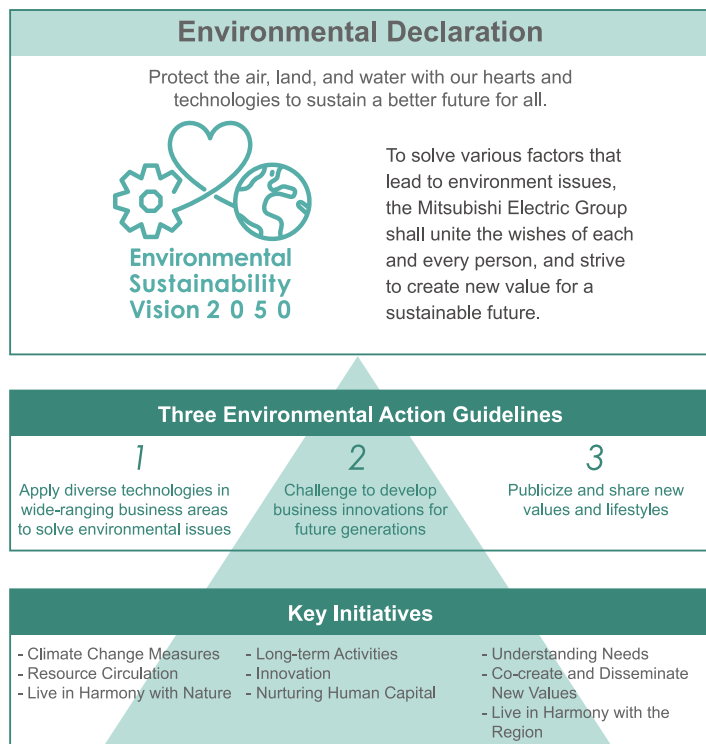 Environmental Declaration
Protect the air, land, and water with our hearts and
technologies to sustain a better future for all.
Environmental
Sustainability
Vision 2 0 5 0
To solve various factors that
lead to environment issues,
the Mitsubishi Electric Group
shall unite the wishes of each
and every person, and strive
to create new value for a
sustainable future.
Three Environmental Action Guidelines
1
Apply diverse technologies in
wide-ranging business areas
to solve environmental issues
2
Challenge to develop
business innovations for
future generations
3
Publicize and share new
values and lifestyles
Key Initiatives
- Climate Change Measures
- Resource Circulation
- Live in Harmony with Nature
- Long-term Activities
- Innovation
- Nurturing Human Capital
- Understanding Needs
- Co-create and Disseminate
New Values
- Live in Harmony with the
Region